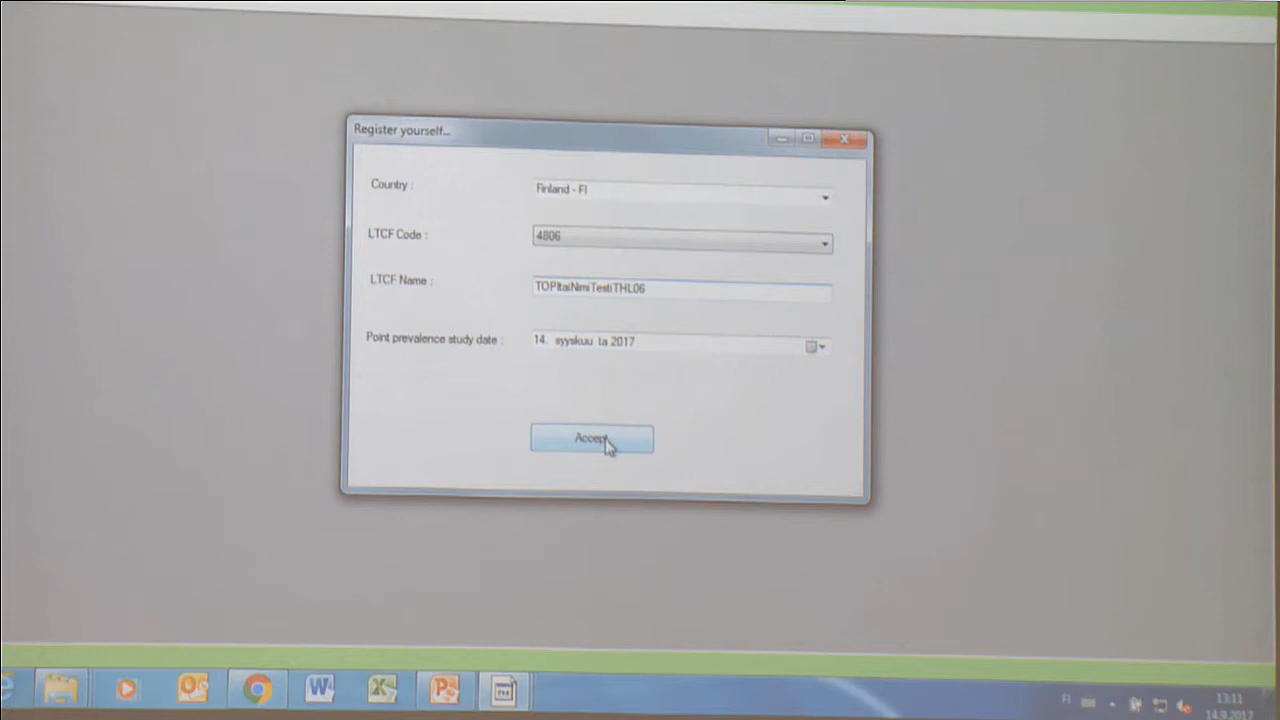 Register yourself...
Country : Finland - FI
LTCF Code : 4806
LTCF Name : TOPItaiNimiTestiTHL06
Point prevalence study date : 14. syyskuu ta 2017
Accept
FI 13:11
14.9.2017